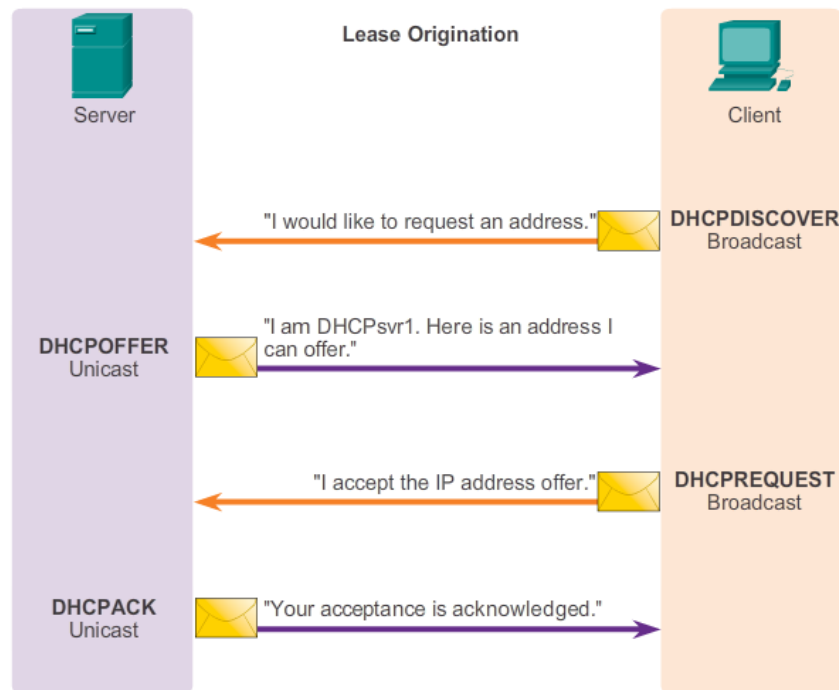 Lease Origination
Server
Client
"I would like to request an address."
DHCPDISCOVER
Broadcast
DHCPOFFER
Unicast
"I am DHCPsvr1. Here is an address I
can offer."
"I accept the IP address offer."
DHCPREQUEST
Broadcast
DHCPACK
Unicast
"Your acceptance is acknowledged."